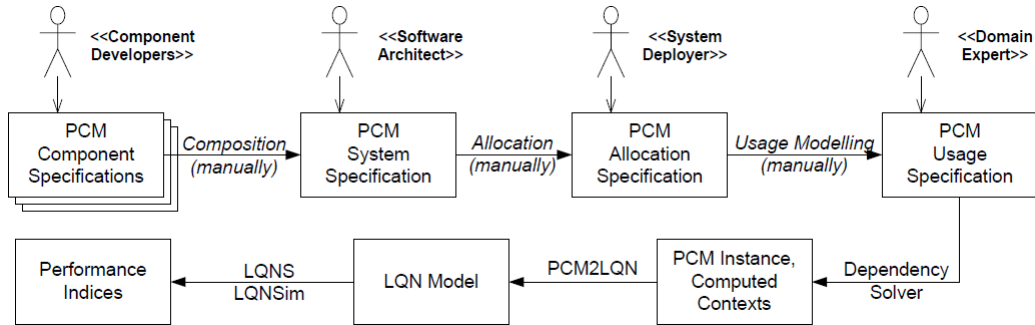 <<Component
Developers>>
<<Software
Architect>>
<<System
Deployer>>
<<Domain
Expert>>
PCM
Component
Specifications
Composition
(manually)
PCM
System
Specification
Allocation
(manually)
PCM
Allocation
Specification
Usage Modelling
(manually)
PCM
Usage
Specification
Performance
Indices
LQNS
LQNSim
LQN Model
PCM2LQN
PCM Instance,
Computed
Contexts
Dependency
Solver